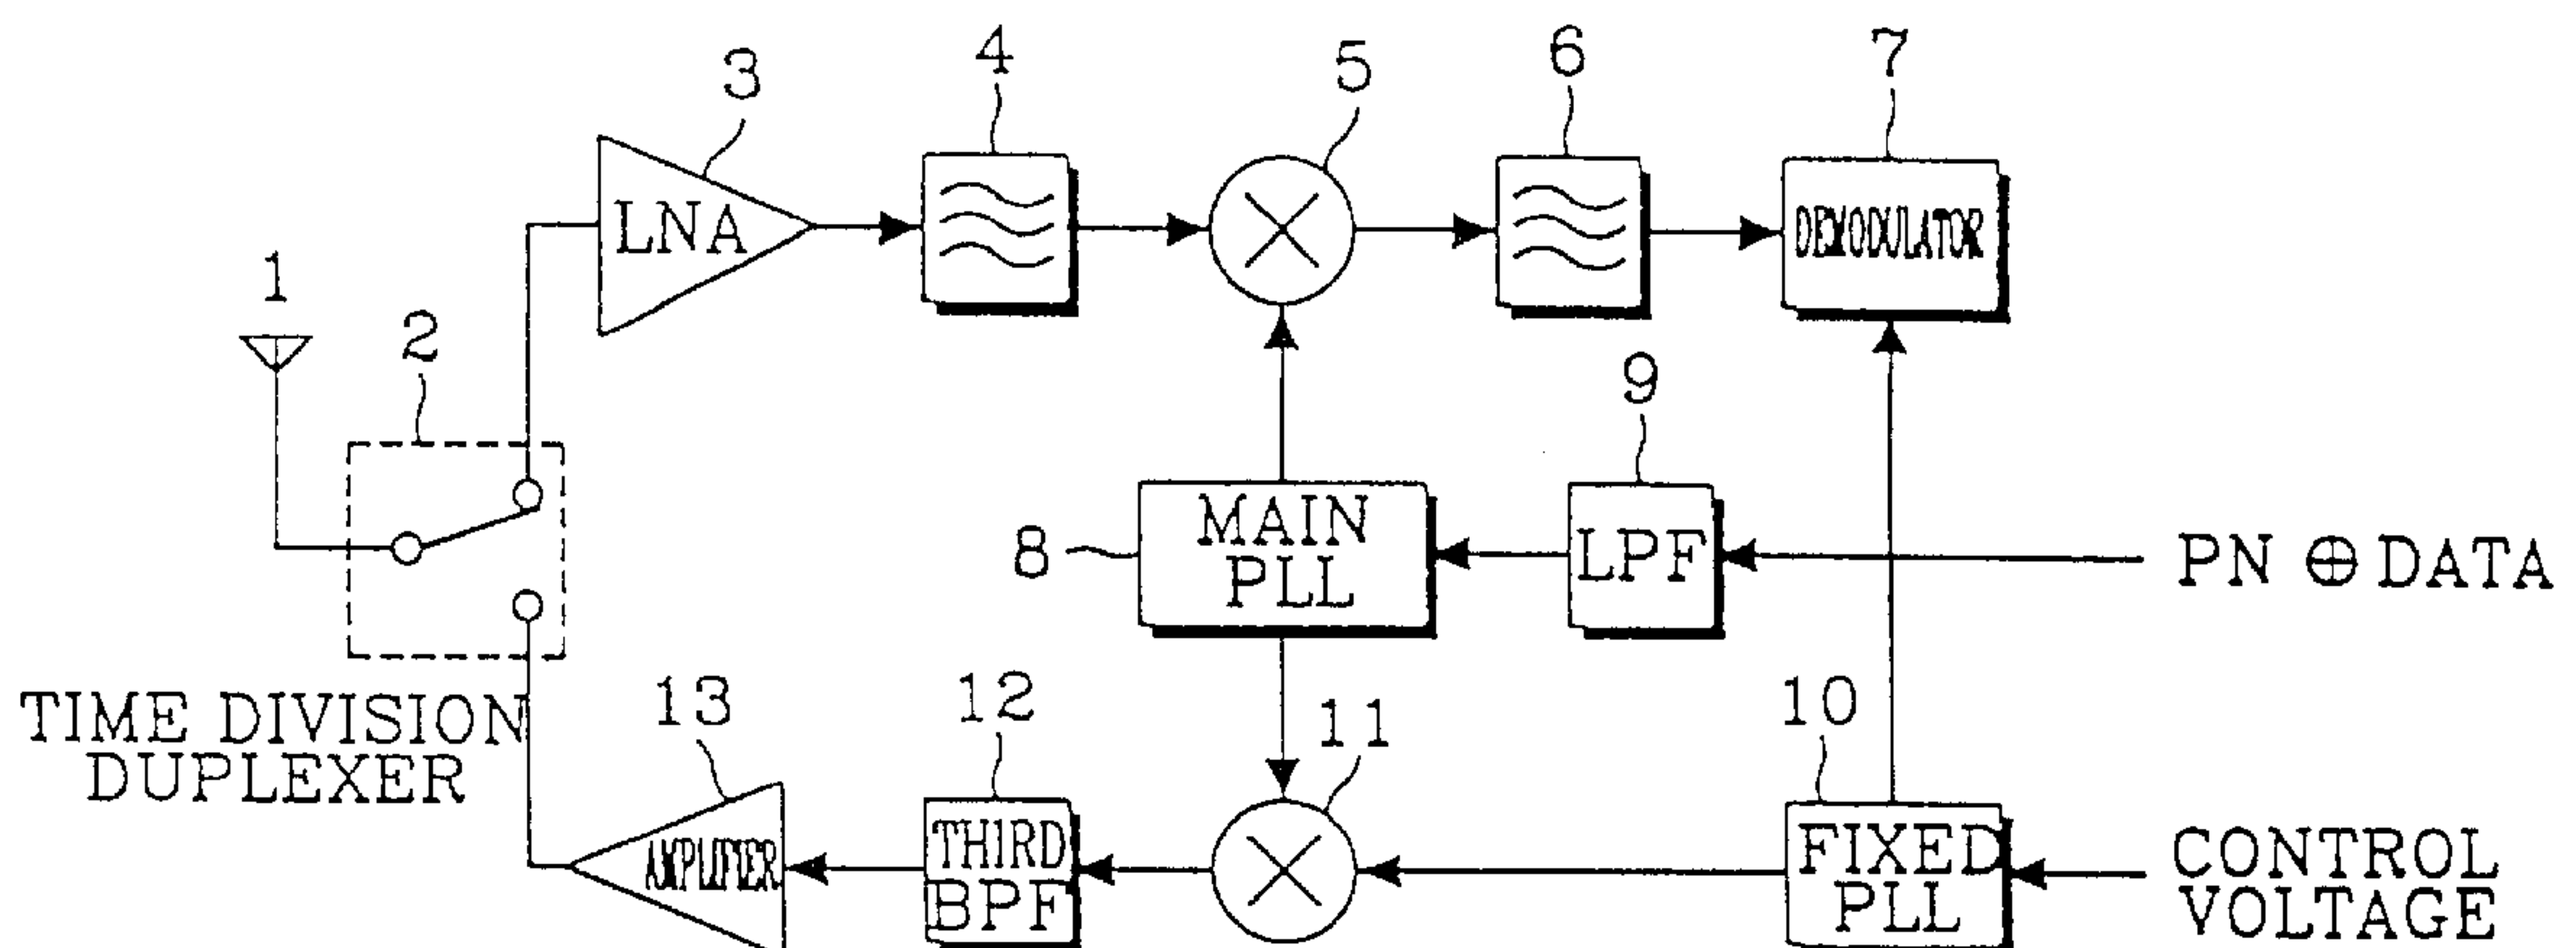 1
2
3
4
5
6
7
LNA
DEMODULATOR
8
MAIN
PLL
9
LPF
PN ⊕ DATA
TIME DIVISION
DUPLEXER
13
AMPLIFIER
12
THIRD
BPF
11
10
FIXED
PLL
CONTROL
VOLTAGE